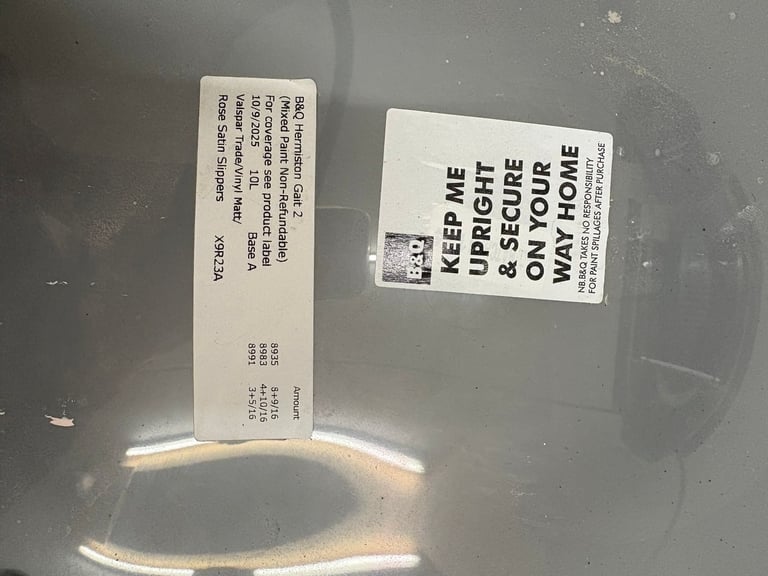 B&Q Hermiston Gait 2
(Mixed Paint Non-Refundable)
For coverage see product label
10/9/2025 10L Base A
Valspar Trade/Vinyl Matt/
Rose Satin Slippers X9R23A
Amount
8935 8+9/16
8983 4+10/16
8991 3+5/16
B&Q
KEEP ME
UPRIGHT
& SECURE
ON YOUR
WAY HOME
NB.B&Q TAKES NO RESPONSIBILITY
FOR PAINT SPILLAGES AFTER PURCHASE